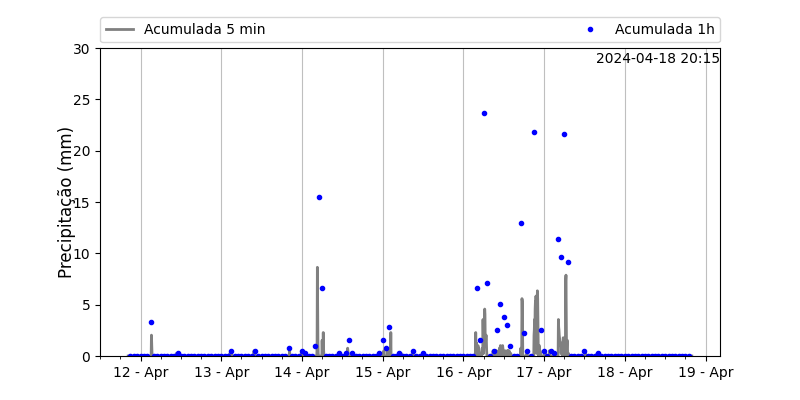 Acumulada 5 min
Acumulada 1h
2024-04-18 20:15
Precipitação (mm)
30
25
20
15
10
5
0
12 - Apr
13 - Apr
14 - Apr
15 - Apr
16 - Apr
17 - Apr
18 - Apr
19 - Apr